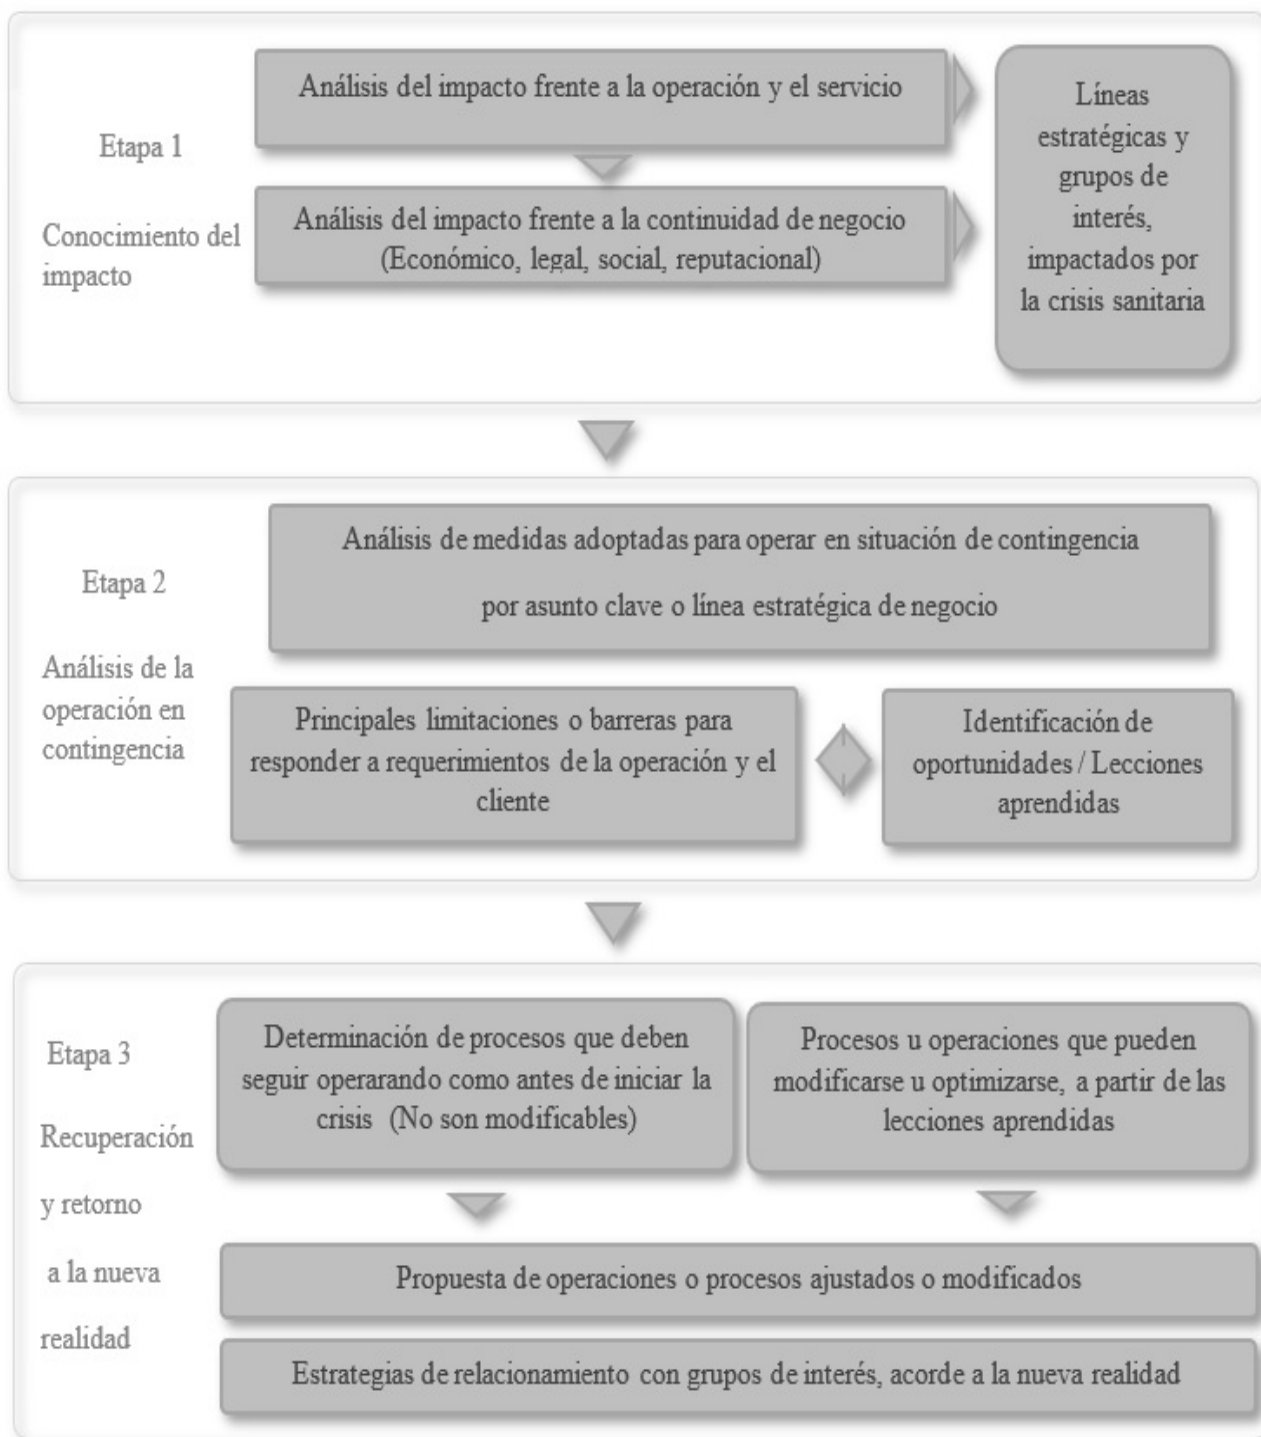 Etapa 1
Conocimiento del
impacto
Análisis del impacto frente a la operación y el servicio
Análisis del impacto frente a la continuidad de negocio
(Económico, legal, social, reputacional)
Líneas
estratégicas y
grupos de
interés,
impactados por
la crisis sanitaria
Etapa 2
Análisis de la
operación en
contingencia
Análisis de medidas adoptadas para operar en situación de contingencia
por asunto clave o línea estratégica de negocio
Principales limitaciones o barreras para
responder a requerimientos de la operación y el
cliente
Identificación de
oportunidades / Lecciones
aprendidas
Etapa 3
Recuperación
y retorno
a la nueva
realidad
Determinación de procesos que deben
seguir operarando como antes de iniciar la
crisis (No son modificables)
Procesos u operaciones que pueden
modificarse u optimizarse, a partir de las
lecciones aprendidas
Propuesta de operaciones o procesos ajustados o modificados
Estrategias de relacionamiento con grupos de interés, acorde a la nueva realidad